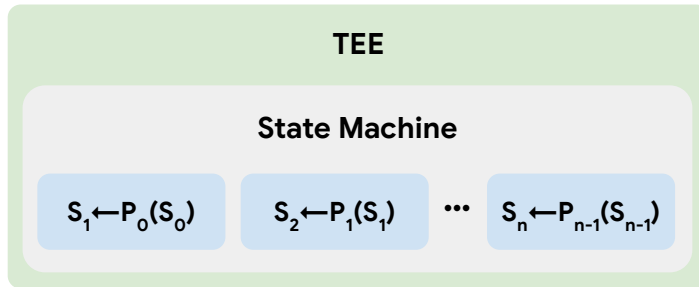 TEE
State Machine
S₁←P₀(S₀) S₂←P₁(S₁) ••• Sₙ←Pₙ₋₁(Sₙ₋₁)